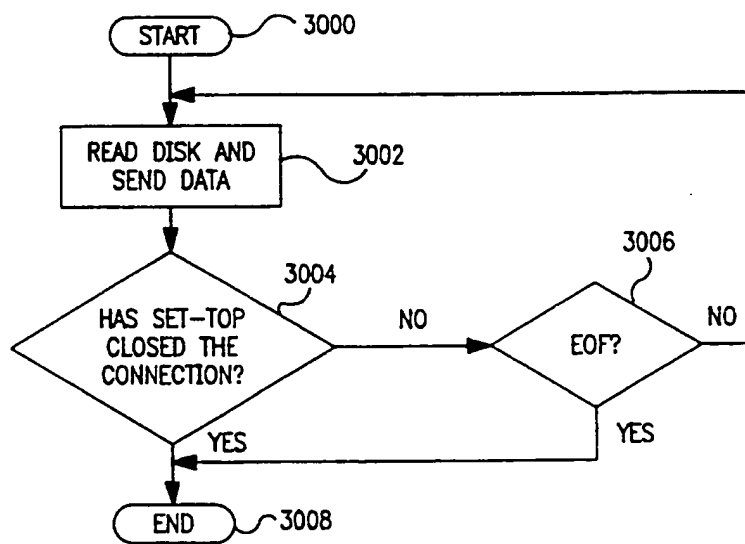 START
3000
READ DISK AND
SEND DATA
3002
HAS SET-TOP
CLOSED THE
CONNECTION?
3004
NO
3006
EOF?
NO
YES
YES
END
3008